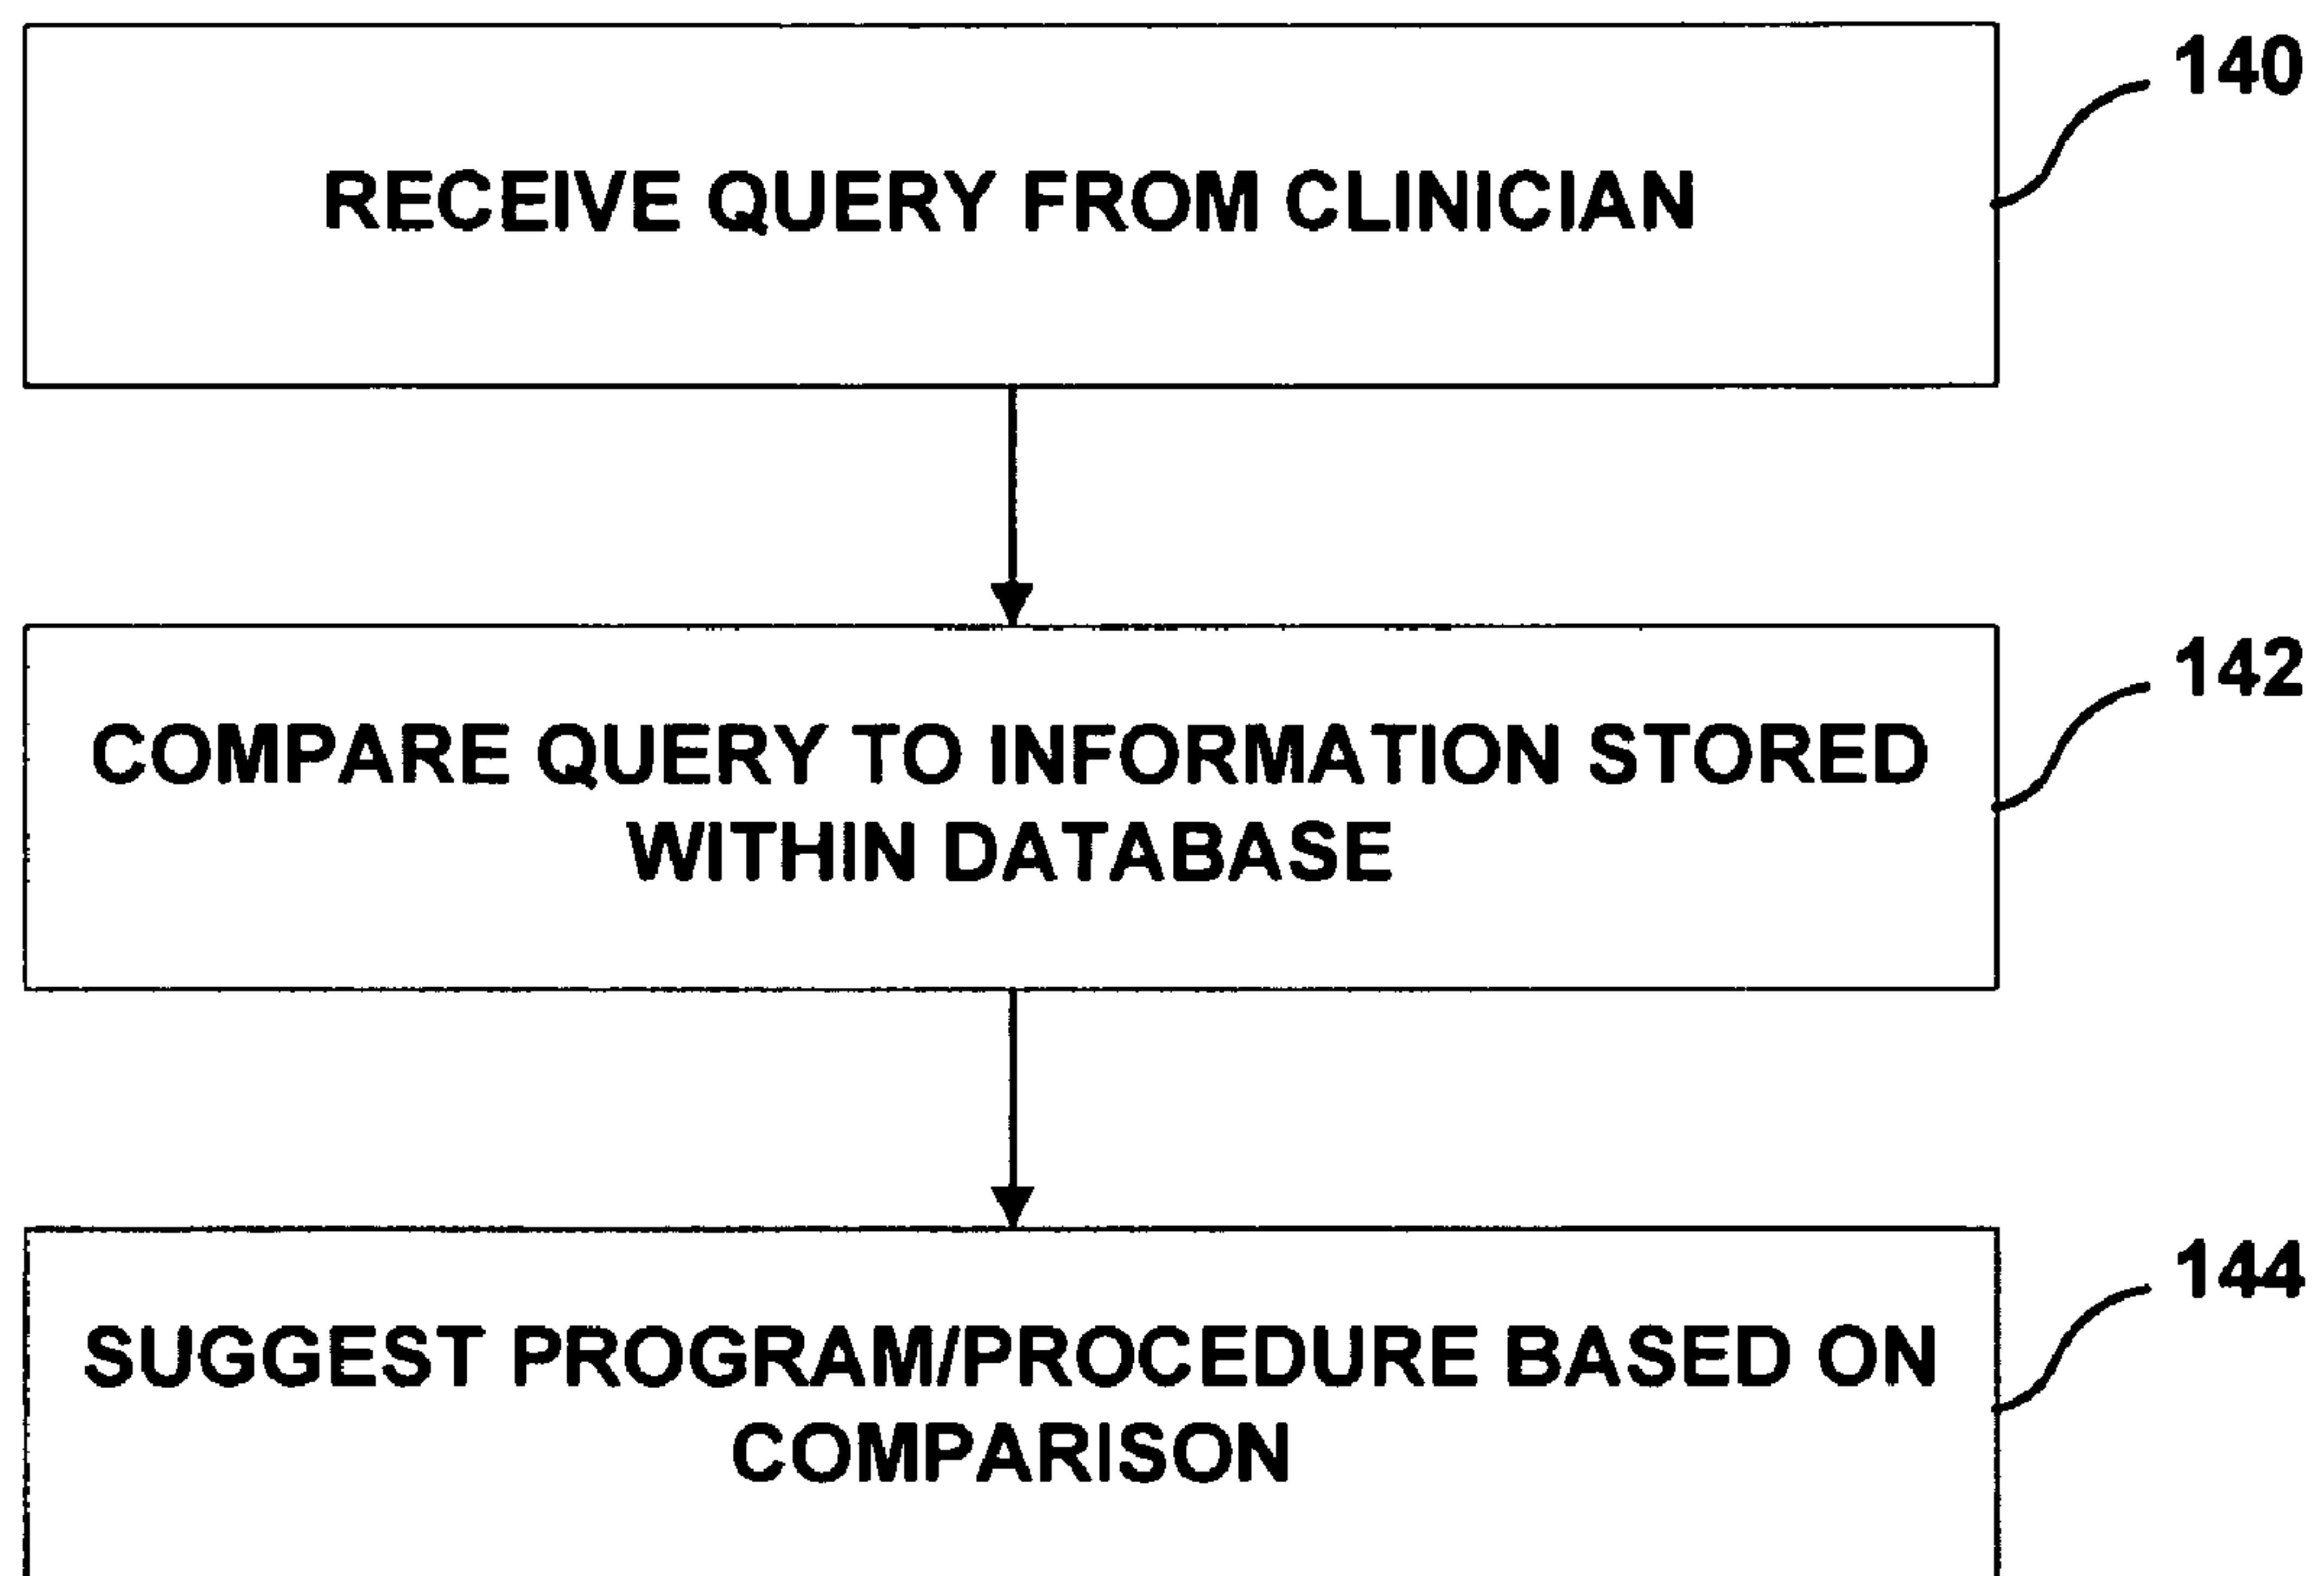 140
RECEIVE QUERY FROM CLINICIAN
142
COMPARE QUERY TO INFORMATION STORED
WITHIN DATABASE
144
SUGGEST PROGRAM/PROCEDURE BASED ON
COMPARISON